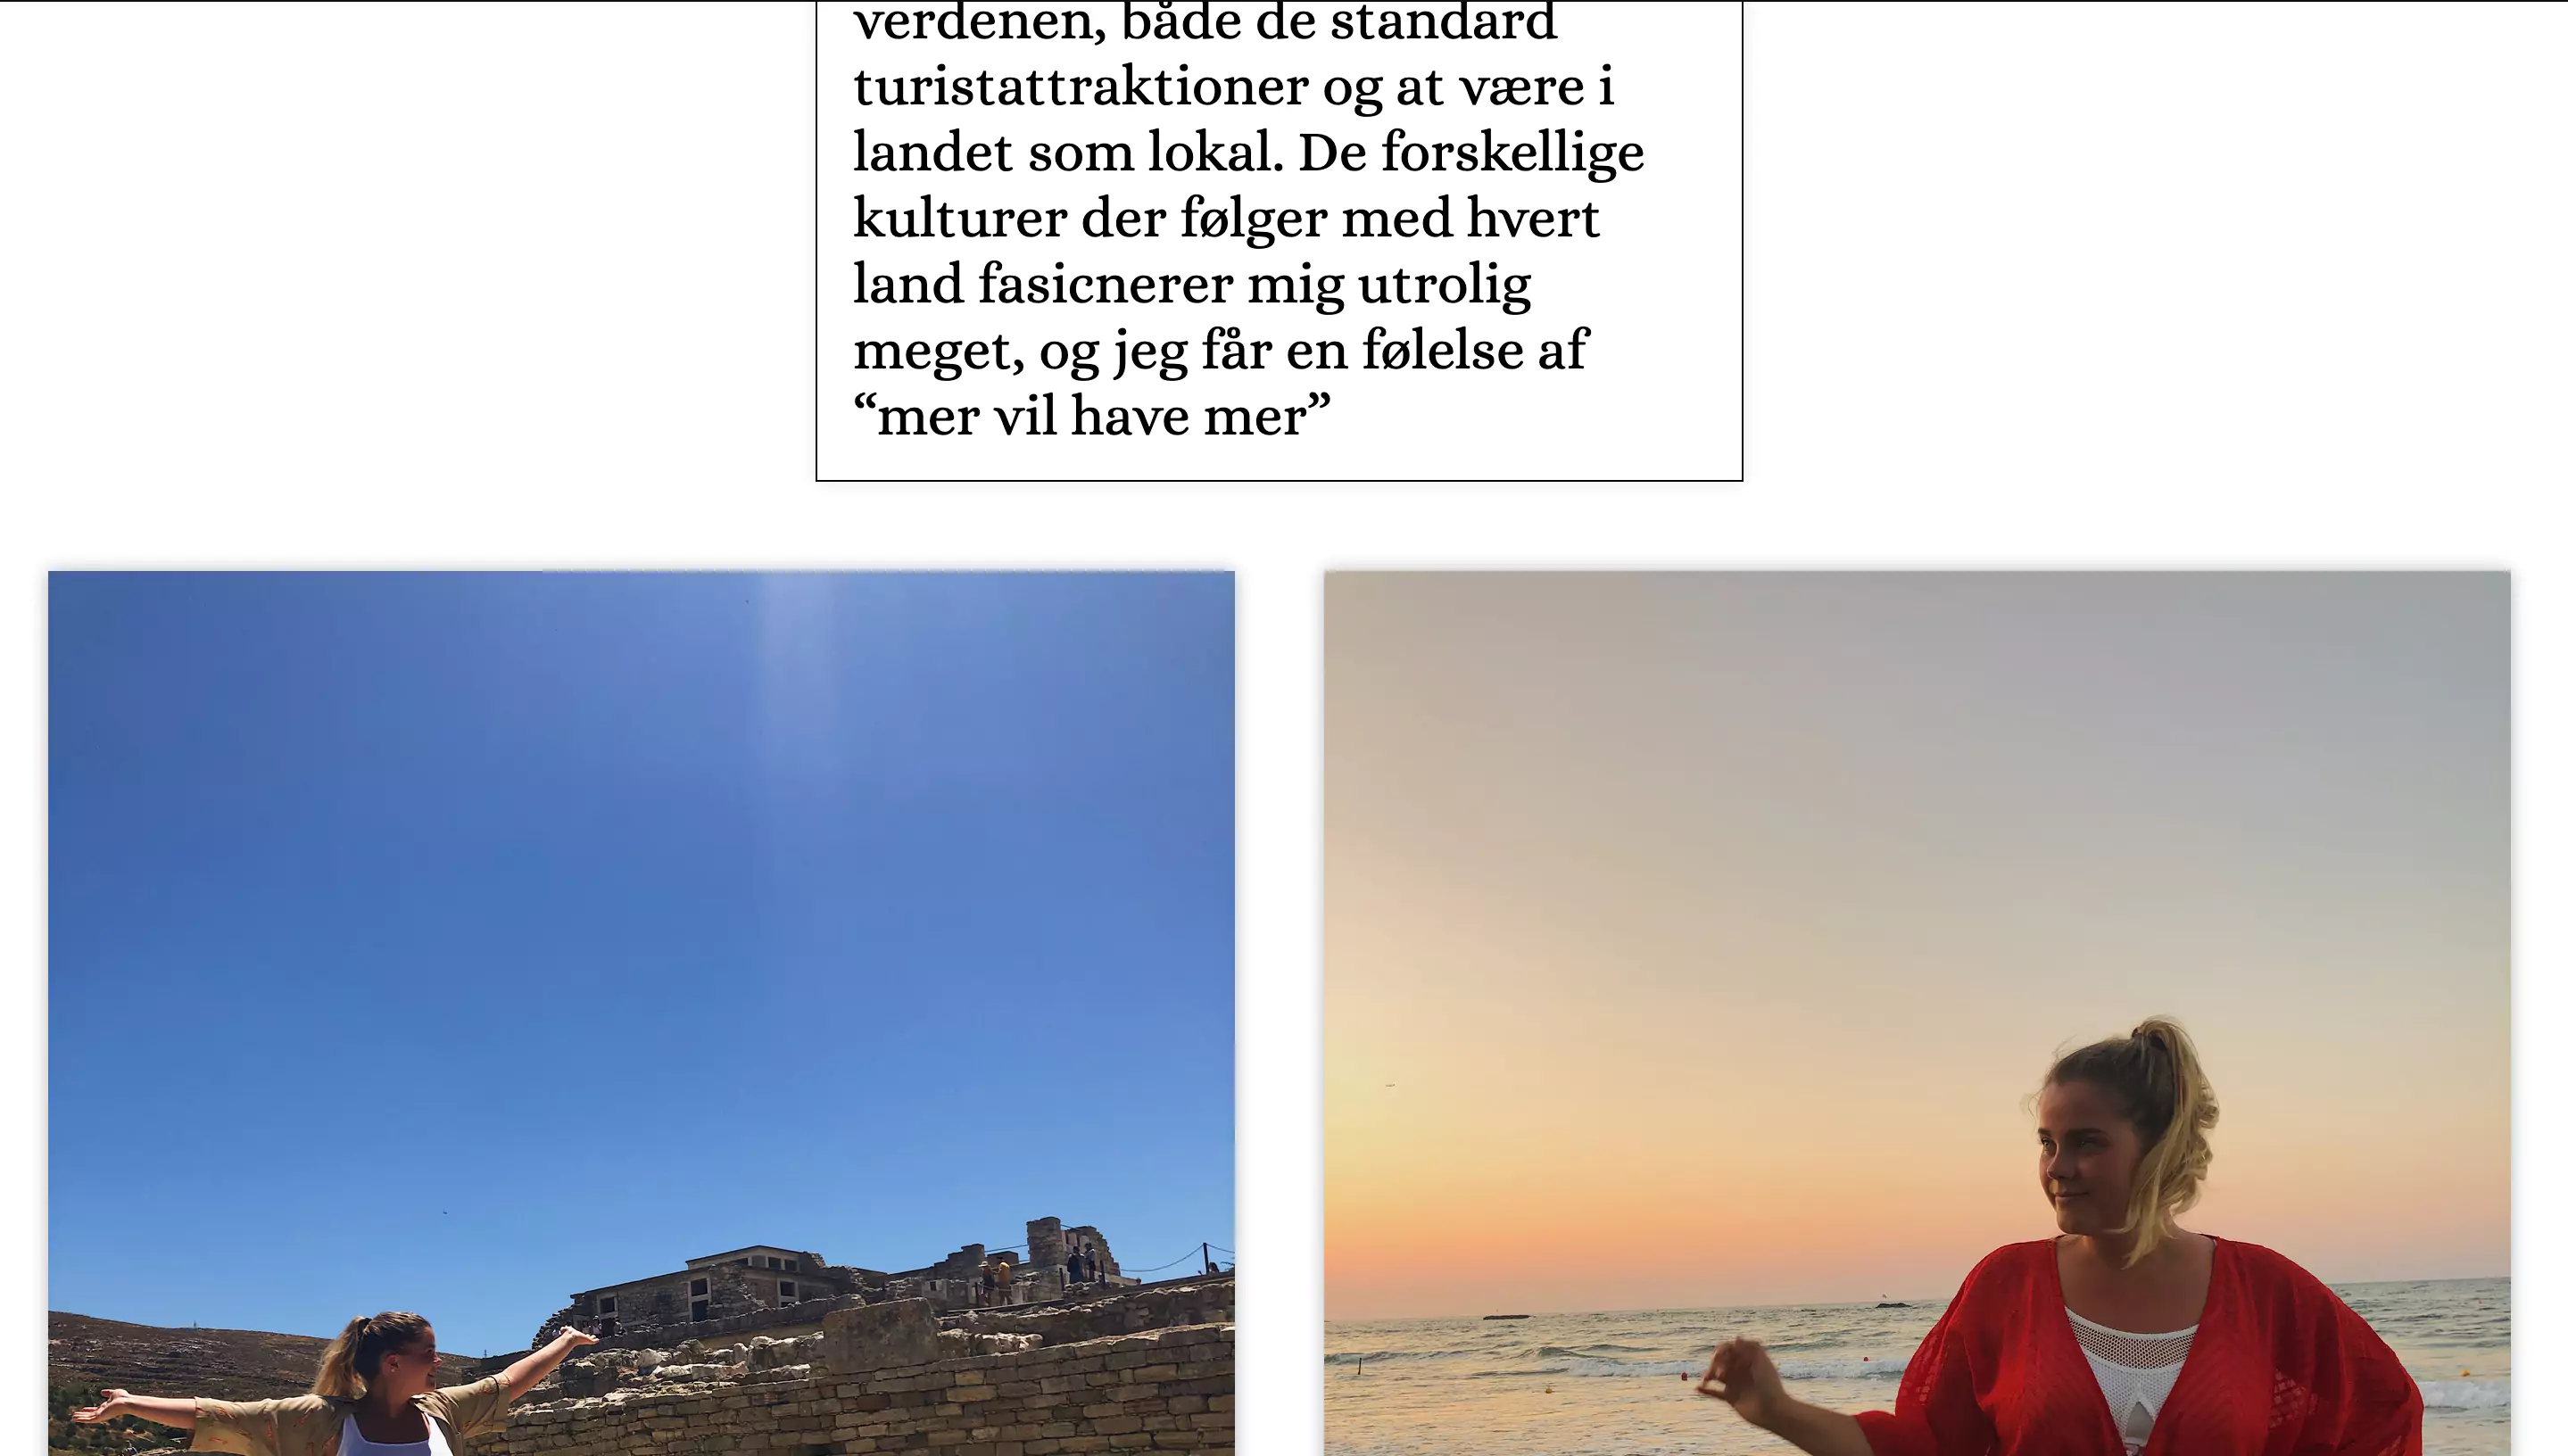 verdenen, både de standard
turistattraktioner og at være i
landet som lokal. De forskellige
kulturer der følger med hvert
land fasicnerer mig utrolig
meget, og jeg får en følelse af
“mer vil have mer”